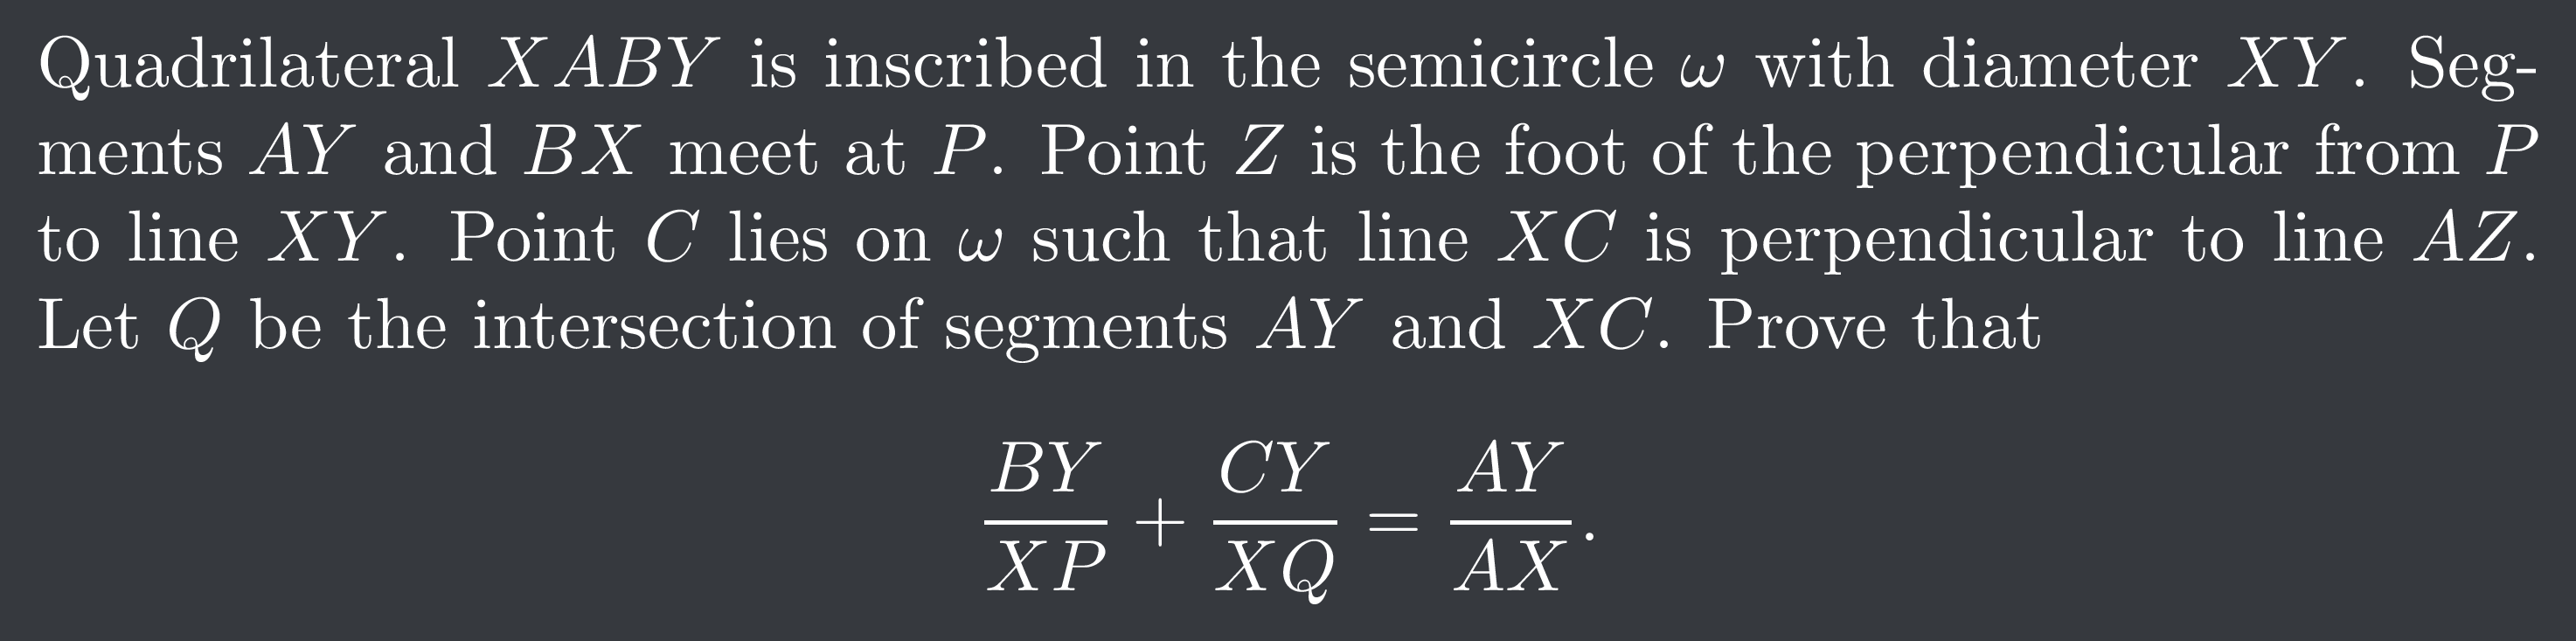 Quadrilateral XABY is inscribed in the semicircle ω with diameter XY. Seg-
ments AY and BX meet at P. Point Z is the foot of the perpendicular from P
to line XY. Point C lies on ω such that line XC is perpendicular to line AZ.
Let Q be the intersection of segments AY and XC. Prove that
BY/XP + CY/XQ = AY/AX.